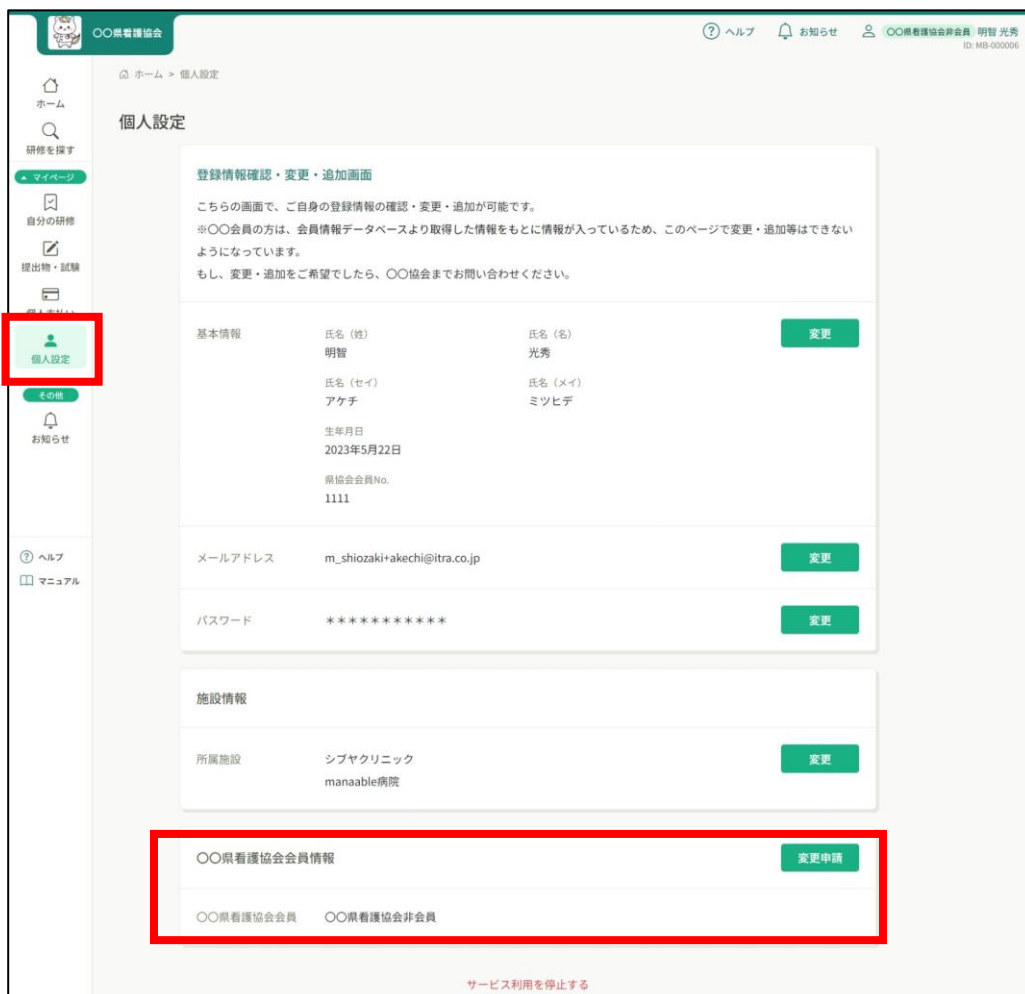 〇〇県看護協会
ヘルプ
お知らせ
〇〇県看護協会非会員 明智 光秀
ID: MB-000006
ホーム > 個人設定
ホーム
研修を探す
マイページ
自分の研修
提出物・試験
個人支払い
個人設定
その他
お知らせ
ヘルプ
マニュアル
個人設定
登録情報確認・変更・追加画面
こちらの画面で、ご自身の登録情報の確認・変更・追加が可能です。
※〇〇会員の方は、会員情報データベースより取得した情報をもとに情報が入っているため、このページで変更・追加等はできない
ようになっています。
もし、変更・追加をご希望でしたら、〇〇協会までお問い合わせください。
基本情報
氏名（姓） 氏名（名） 変更
明智 光秀
氏名（セイ） 氏名（メイ）
アケチ ミツヒデ
生年月日
2023年5月22日
県協会会員No.
1111
メールアドレス m_shiozaki+akechi@itra.co.jp 変更
パスワード ＊＊＊＊＊＊＊＊＊＊＊ 変更
施設情報
所属施設 シブヤクリニック 変更
manaable病院
〇〇県看護協会会員情報 変更申請
〇〇県看護協会会員 〇〇県看護協会非会員
サービス利用を停止する